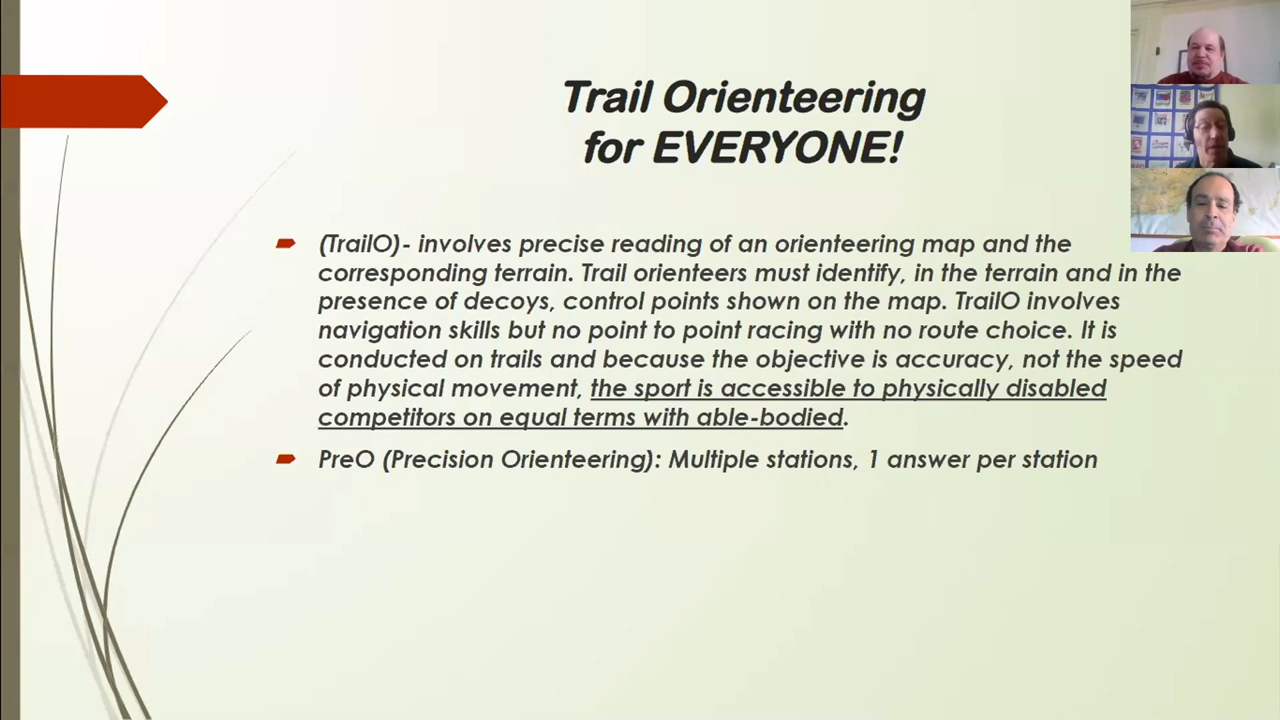 Trail Orienteering
for EVERYONE!
(TrailO)- involves precise reading of an orienteering map and the
corresponding terrain. Trail orienteers must identify, in the terrain and in the
presence of decoys, control points shown on the map. TrailO involves
navigation skills but no point to point racing with no route choice. It is
conducted on trails and because the objective is accuracy, not the speed
of physical movement, the sport is accessible to physically disabled
competitors on equal terms with able-bodied.
PreO (Precision Orienteering): Multiple stations, 1 answer per station